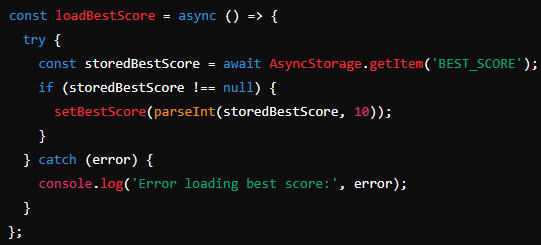 const loadBestScore = async () => {
  try {
    const storedBestScore = await AsyncStorage.getItem('BEST_SCORE');
    if (storedBestScore !== null) {
      setBestScore(parseInt(storedBestScore, 10));
    }
  } catch (error) {
    console.log('Error loading best score:', error);
  }
};